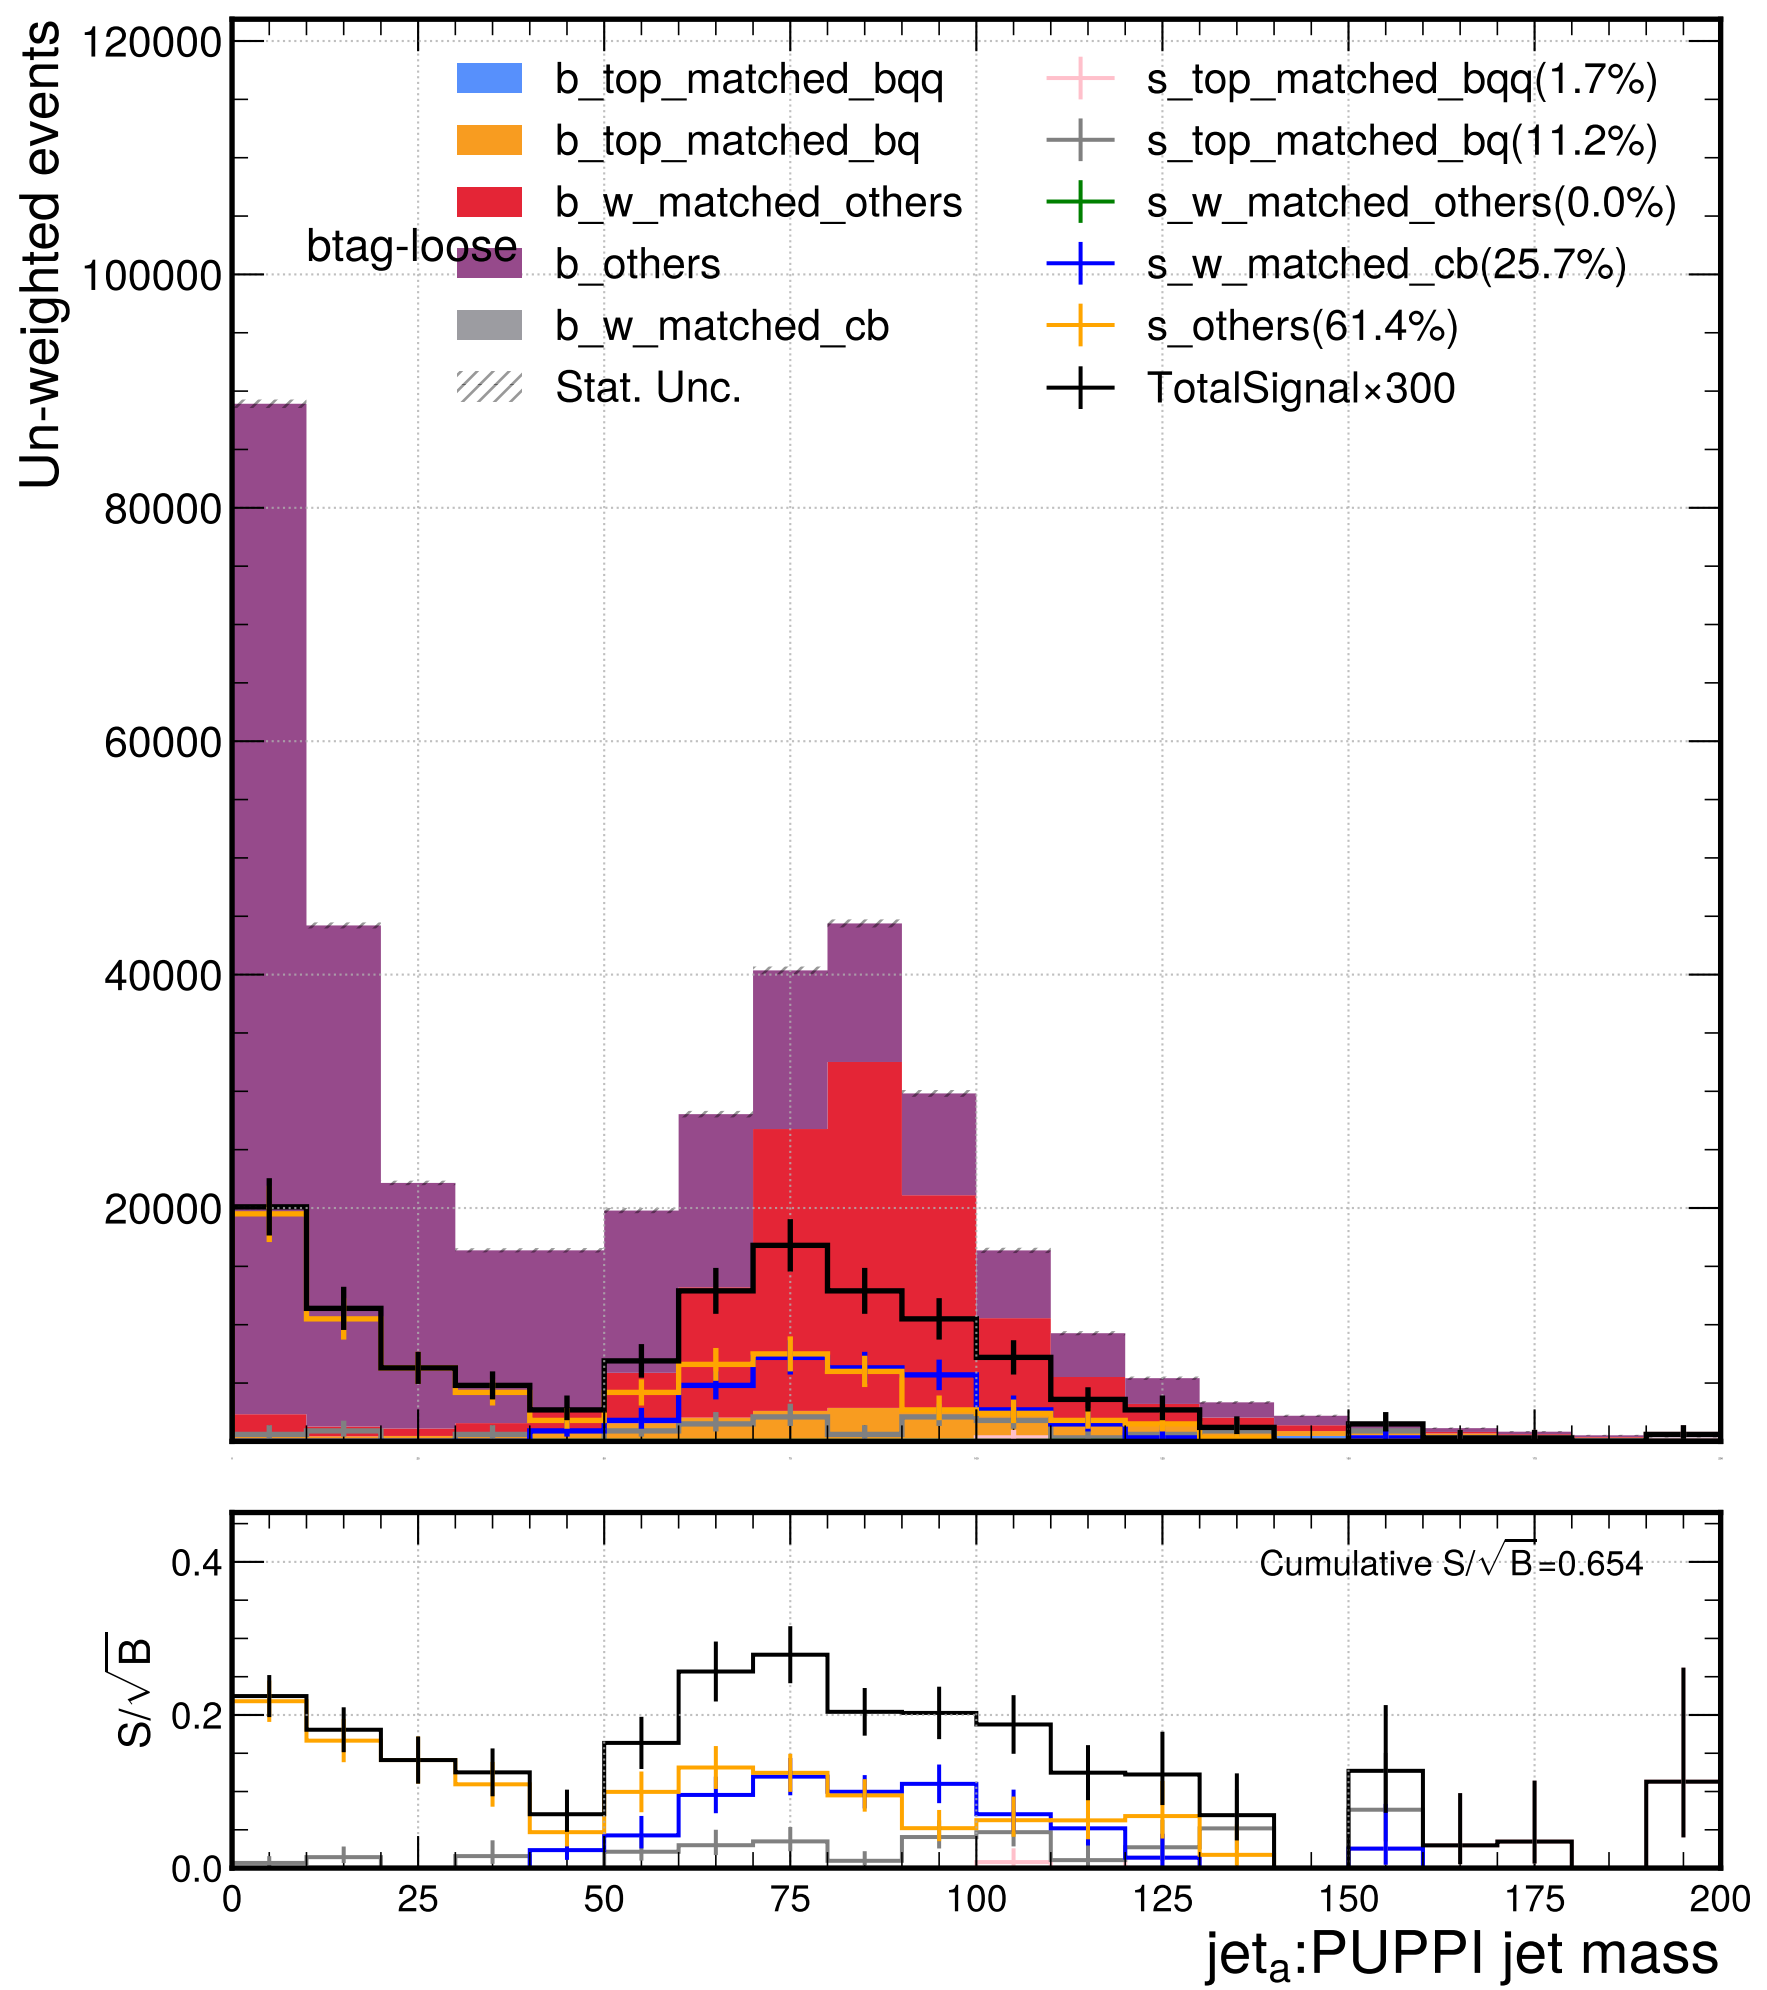 Un-weighted events
120000
100000
80000
60000
40000
20000
btag-loose
b_top_matched_bqq
b_top_matched_bq
b_w_matched_others
b_others
b_w_matched_cb
Stat. Unc.
s_top_matched_bqq(1.7%)
s_top_matched_bq(11.2%)
s_w_matched_others(0.0%)
s_w_matched_cb(25.7%)
s_others(61.4%)
TotalSignal×300
S/√B
0.4
0.2
0.0
Cumulative S/√B=0.654
0 25 50 75 100 125 150 175 200
jetₐ:PUPPI jet mass